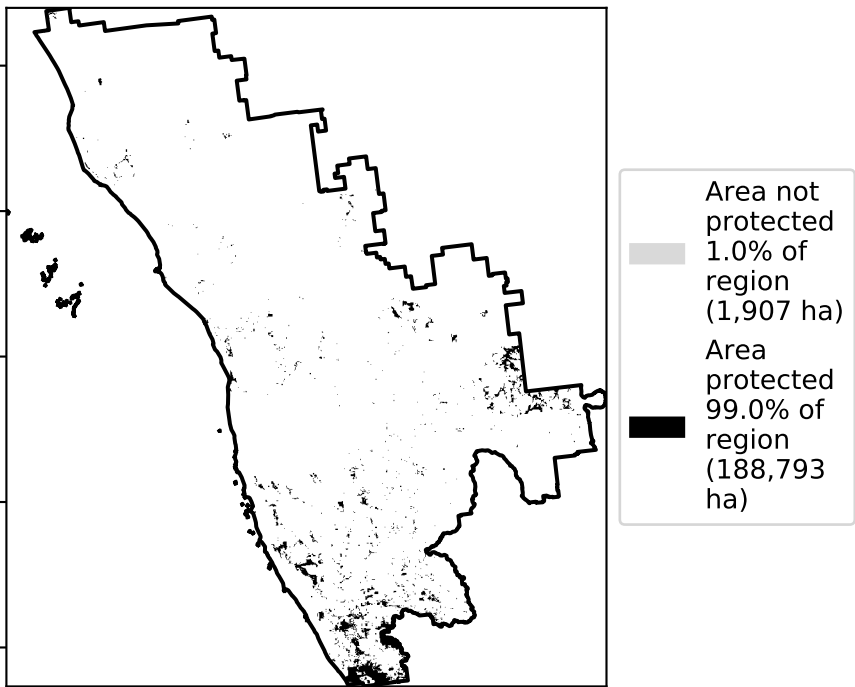 Area not
protected
1.0% of
region
(1,907 ha)
Area
protected
99.0% of
region
(188,793
ha)